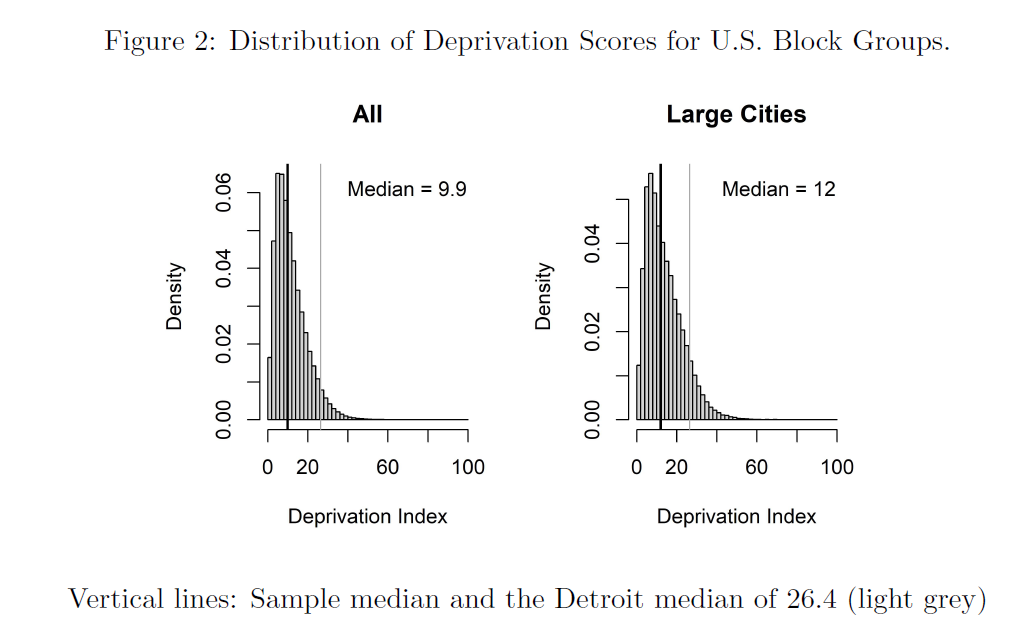 Figure 2: Distribution of Deprivation Scores for U.S. Block Groups.
All
Median = 9.9
Density
0.00 0.02 0.04 0.06
0 20 60 100
Deprivation Index
Large Cities
Median = 12
Density
0.00 0.02 0.04
0 20 60 100
Deprivation Index
Vertical lines: Sample median and the Detroit median of 26.4 (light grey)